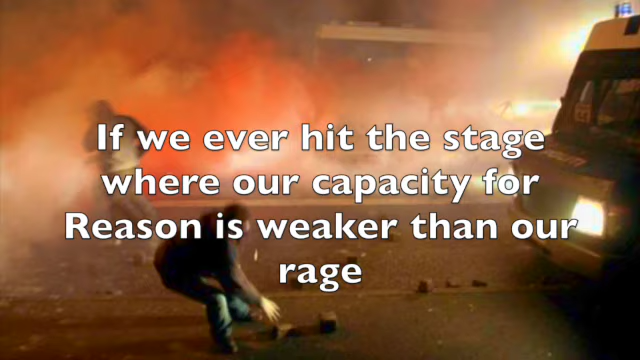 If we ever hit the stage
where our capacity for
Reason is weaker than our
rage